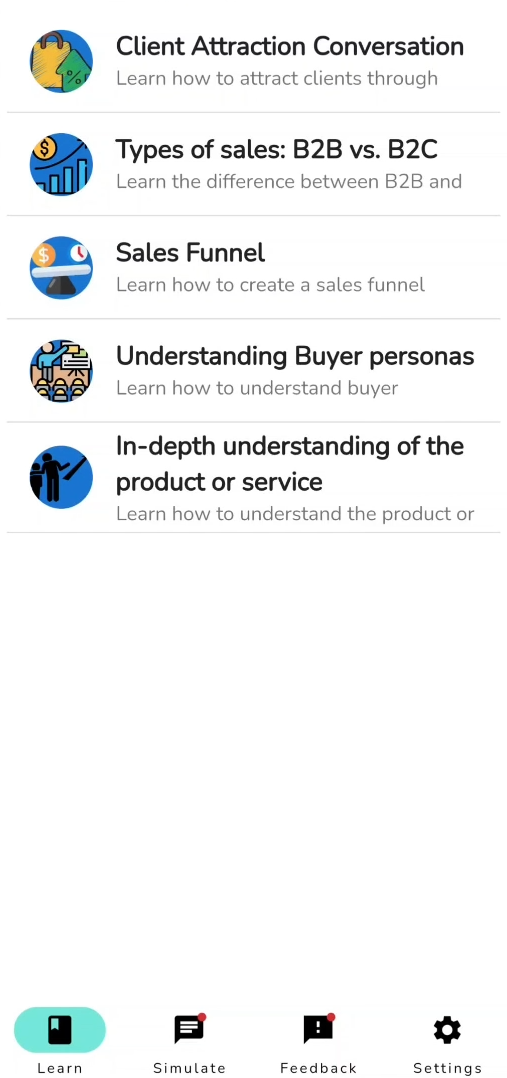 Client Attraction Conversation
Learn how to attract clients through
Types of sales: B2B vs. B2C
Learn the difference between B2B and
Sales Funnel
Learn how to create a sales funnel
Understanding Buyer personas
Learn how to understand buyer
In-depth understanding of the
product or service
Learn how to understand the product or
Learn
Simulate
Feedback
Settings